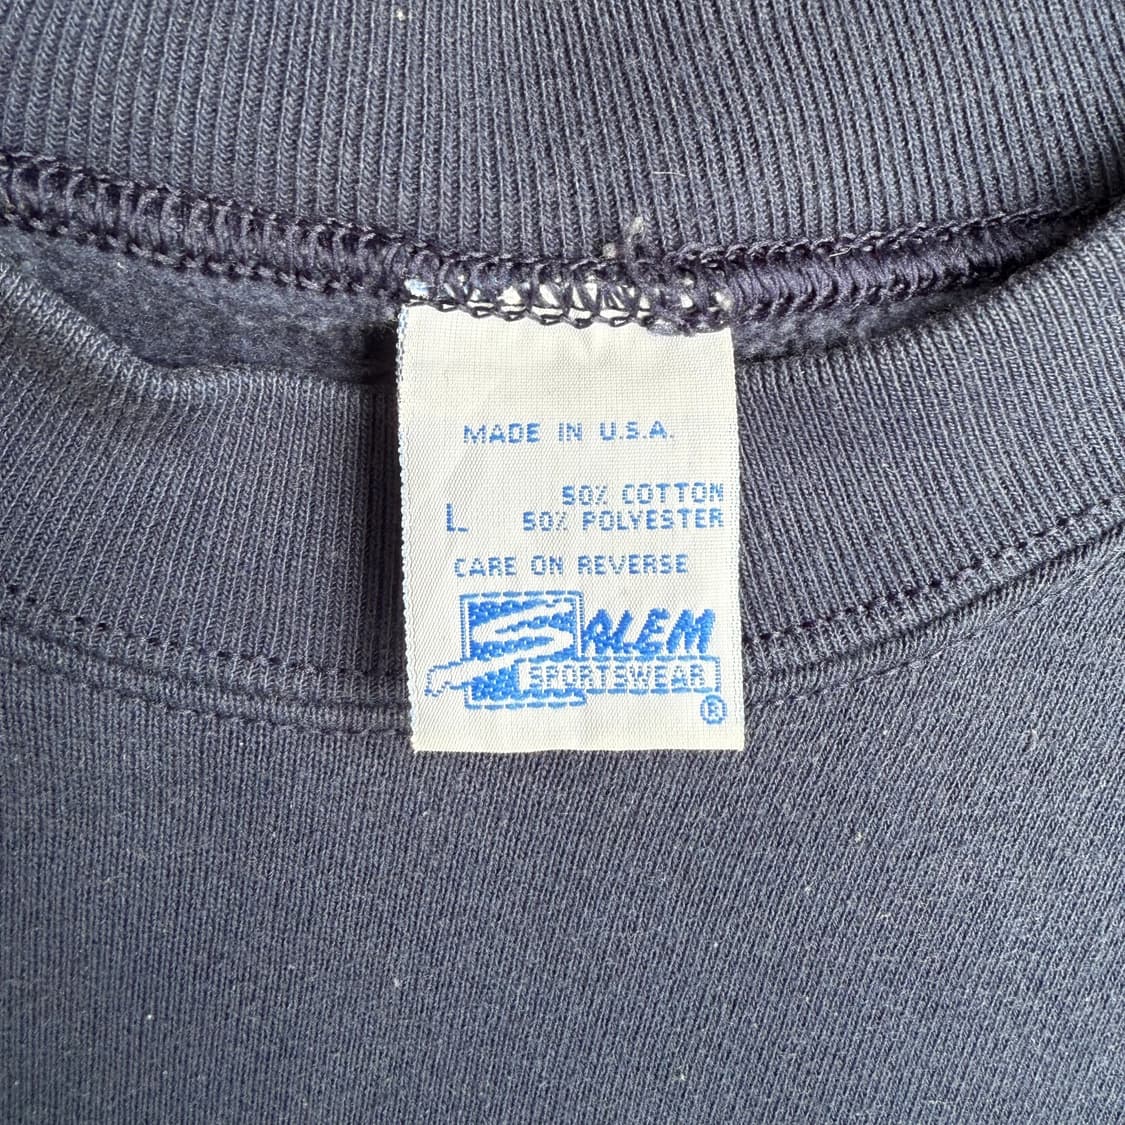 MADE IN U.S.A.
50% COTTON
L 50% POLYESTER
CARE ON REVERSE
SALEM
SPORTSWEAR
®